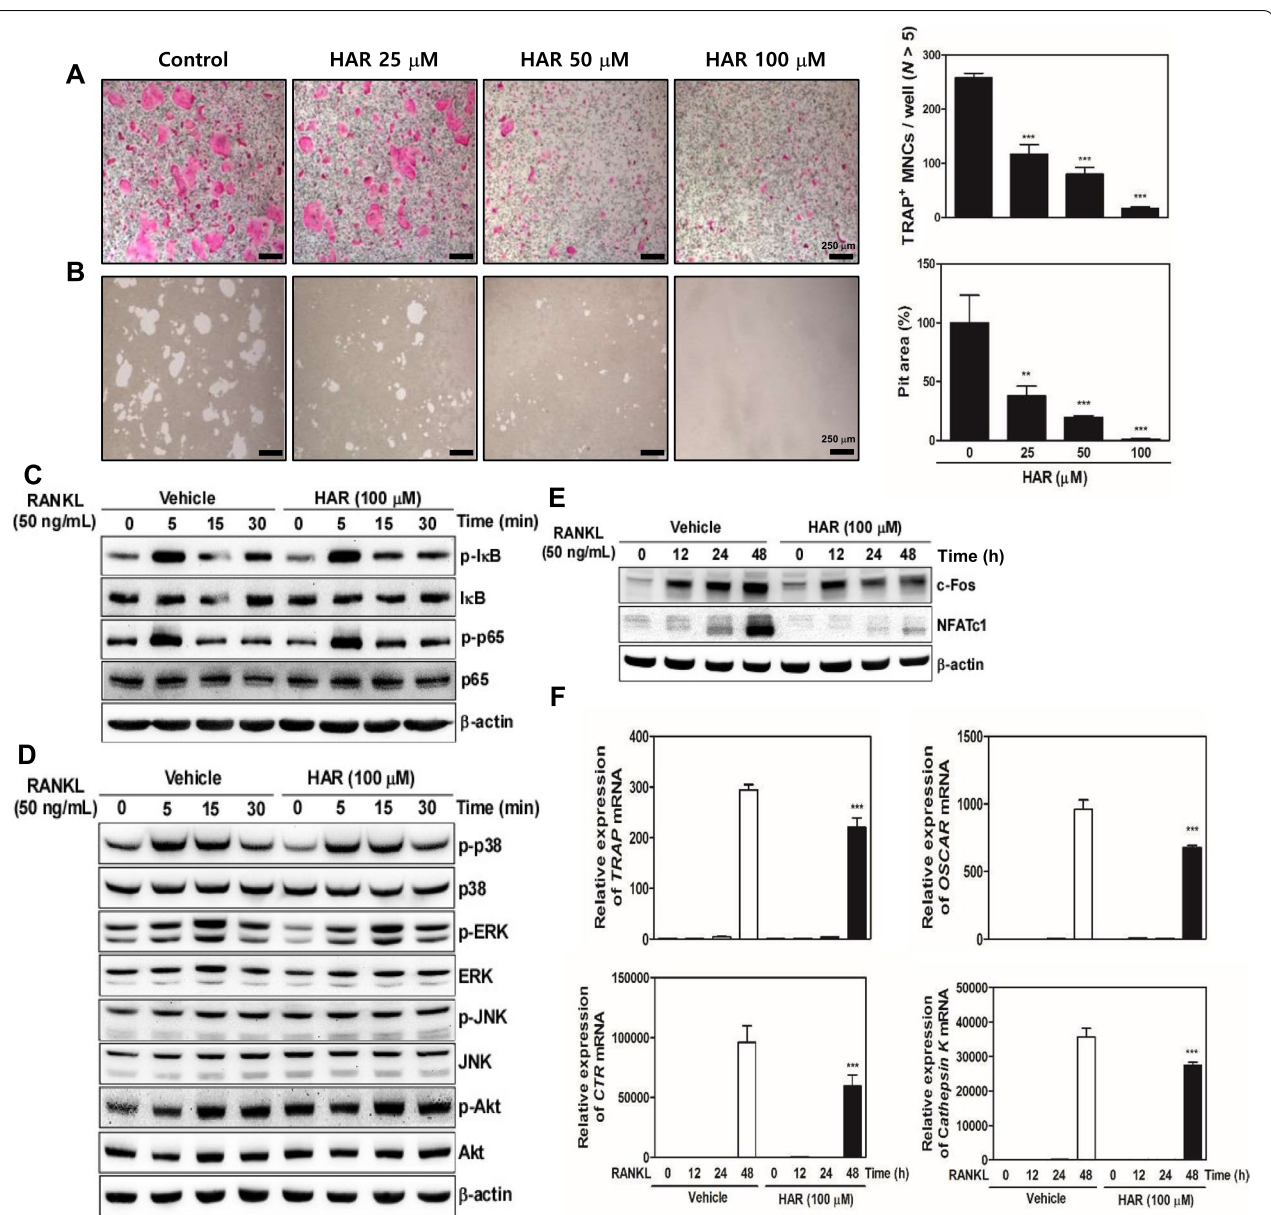 A
Control
HAR 25 μM
HAR 50 μM
HAR 100 μM
250 μm
TRAP+ MNCs / well (N > 5)
300
200
100
0
***
***
***
B
250 μm
Pit area (%)
150
100
50
0
**
***
***
0 25 50 100
HAR (μM)
C
RANKL
(50 ng/mL)
Vehicle
HAR (100 μM)
0 5 15 30 0 5 15 30 Time (min)
p-IκB
IκB
p-p65
p65
β-actin
D
RANKL
(50 ng/mL)
Vehicle
HAR (100 μM)
0 5 15 30 0 5 15 30 Time (min)
p-p38
p38
p-ERK
ERK
p-JNK
JNK
p-Akt
Akt
β-actin
E
RANKL
(50 ng/mL)
Vehicle
HAR (100 μM)
0 12 24 48 0 12 24 48 Time (h)
c-Fos
NFATc1
β-actin
F
Relative expression
of TRAP mRNA
400
300
200
100
0
***
Relative expression
of OSCAR mRNA
1500
1000
500
0
***
Relative expression
of CTR mRNA
150000
100000
50000
0
***
RANKL 0 12 24 48 0 12 24 48 Time (h)
Vehicle
HAR (100 μM)
Relative expression
of Cathepsin K mRNA
50000
40000
30000
20000
10000
0
***
RANKL 0 12 24 48 0 12 24 48 Time (h)
Vehicle
HAR (100 μM)